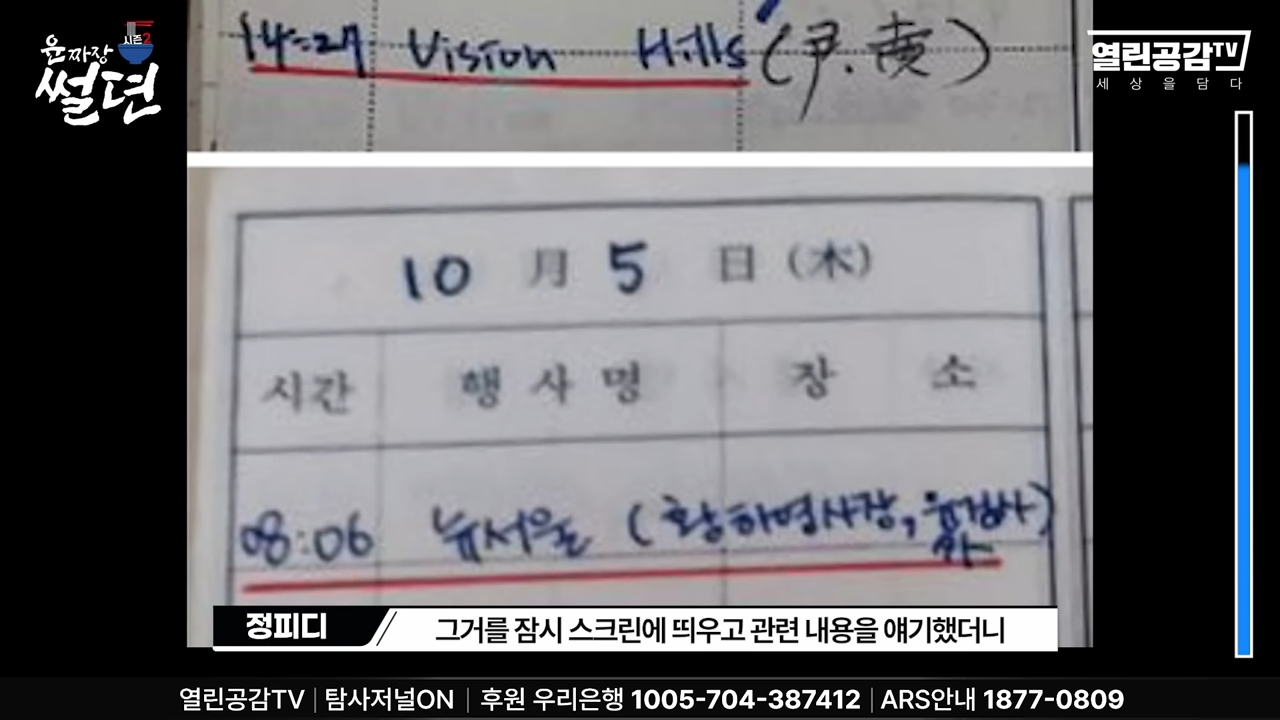 윤짜장
시즌2
썰뎐
열린공감TV
세상을담다
14:27 Vision Hills (尹.黄)
10 月 5 日 (木)
시간 행사명 장소
08:06 뉴서울 (황하영사장,윤검사)
정피디 그거를 잠시 스크린에 띄우고 관련 내용을 얘기했더니
열린공감TV | 탐사저널ON | 후원 우리은행 1005-704-387412 | ARS안내 1877-0809